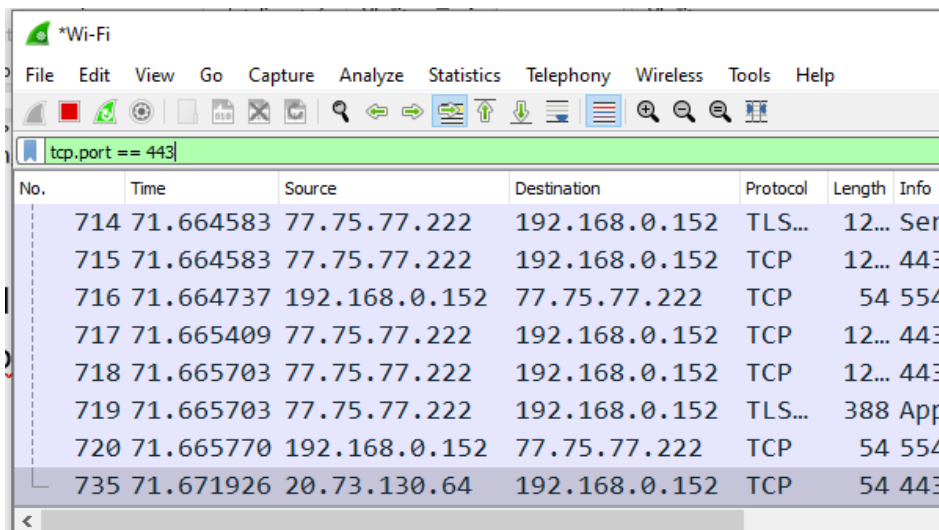 *Wi-Fi
File Edit View Go Capture Analyze Statistics Telephony Wireless Tools Help
tcp.port == 443
No. Time Source Destination Protocol Length Info
714 71.664583 77.75.77.222 192.168.0.152 TLS... 12... Ser
715 71.664583 77.75.77.222 192.168.0.152 TCP 12... 443
716 71.664737 192.168.0.152 77.75.77.222 TCP 54 554
717 71.665409 77.75.77.222 192.168.0.152 TCP 12... 443
718 71.665703 77.75.77.222 192.168.0.152 TCP 12... 443
719 71.665703 77.75.77.222 192.168.0.152 TLS... 388 App
720 71.665770 192.168.0.152 77.75.77.222 TCP 54 554
735 71.671926 20.73.130.64 192.168.0.152 TCP 54 443